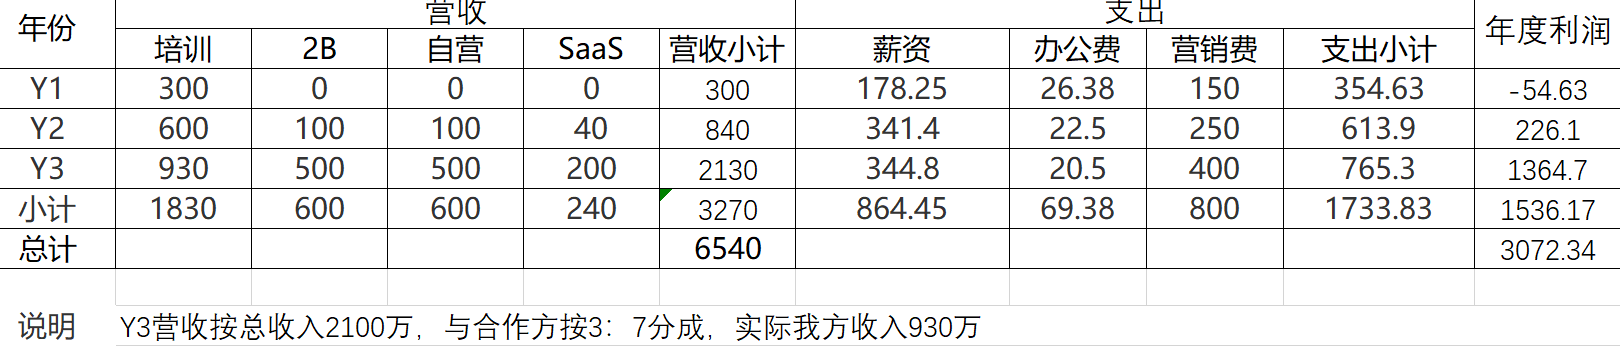 年份 营收 支出 年度利润
培训 2B 自营 SaaS 营收小计 薪资 办公费 营销费 支出小计
Y1 300 0 0 0 300 178.25 26.38 150 354.63 -54.63
Y2 600 100 100 40 840 341.4 22.5 250 613.9 226.1
Y3 930 500 500 200 2130 344.8 20.5 400 765.3 1364.7
小计 1830 600 600 240 3270 864.45 69.38 800 1733.83 1536.17
总计 6540 3072.34
说明 Y3营收按总收入2100万，与合作方按3：7分成，实际我方收入930万